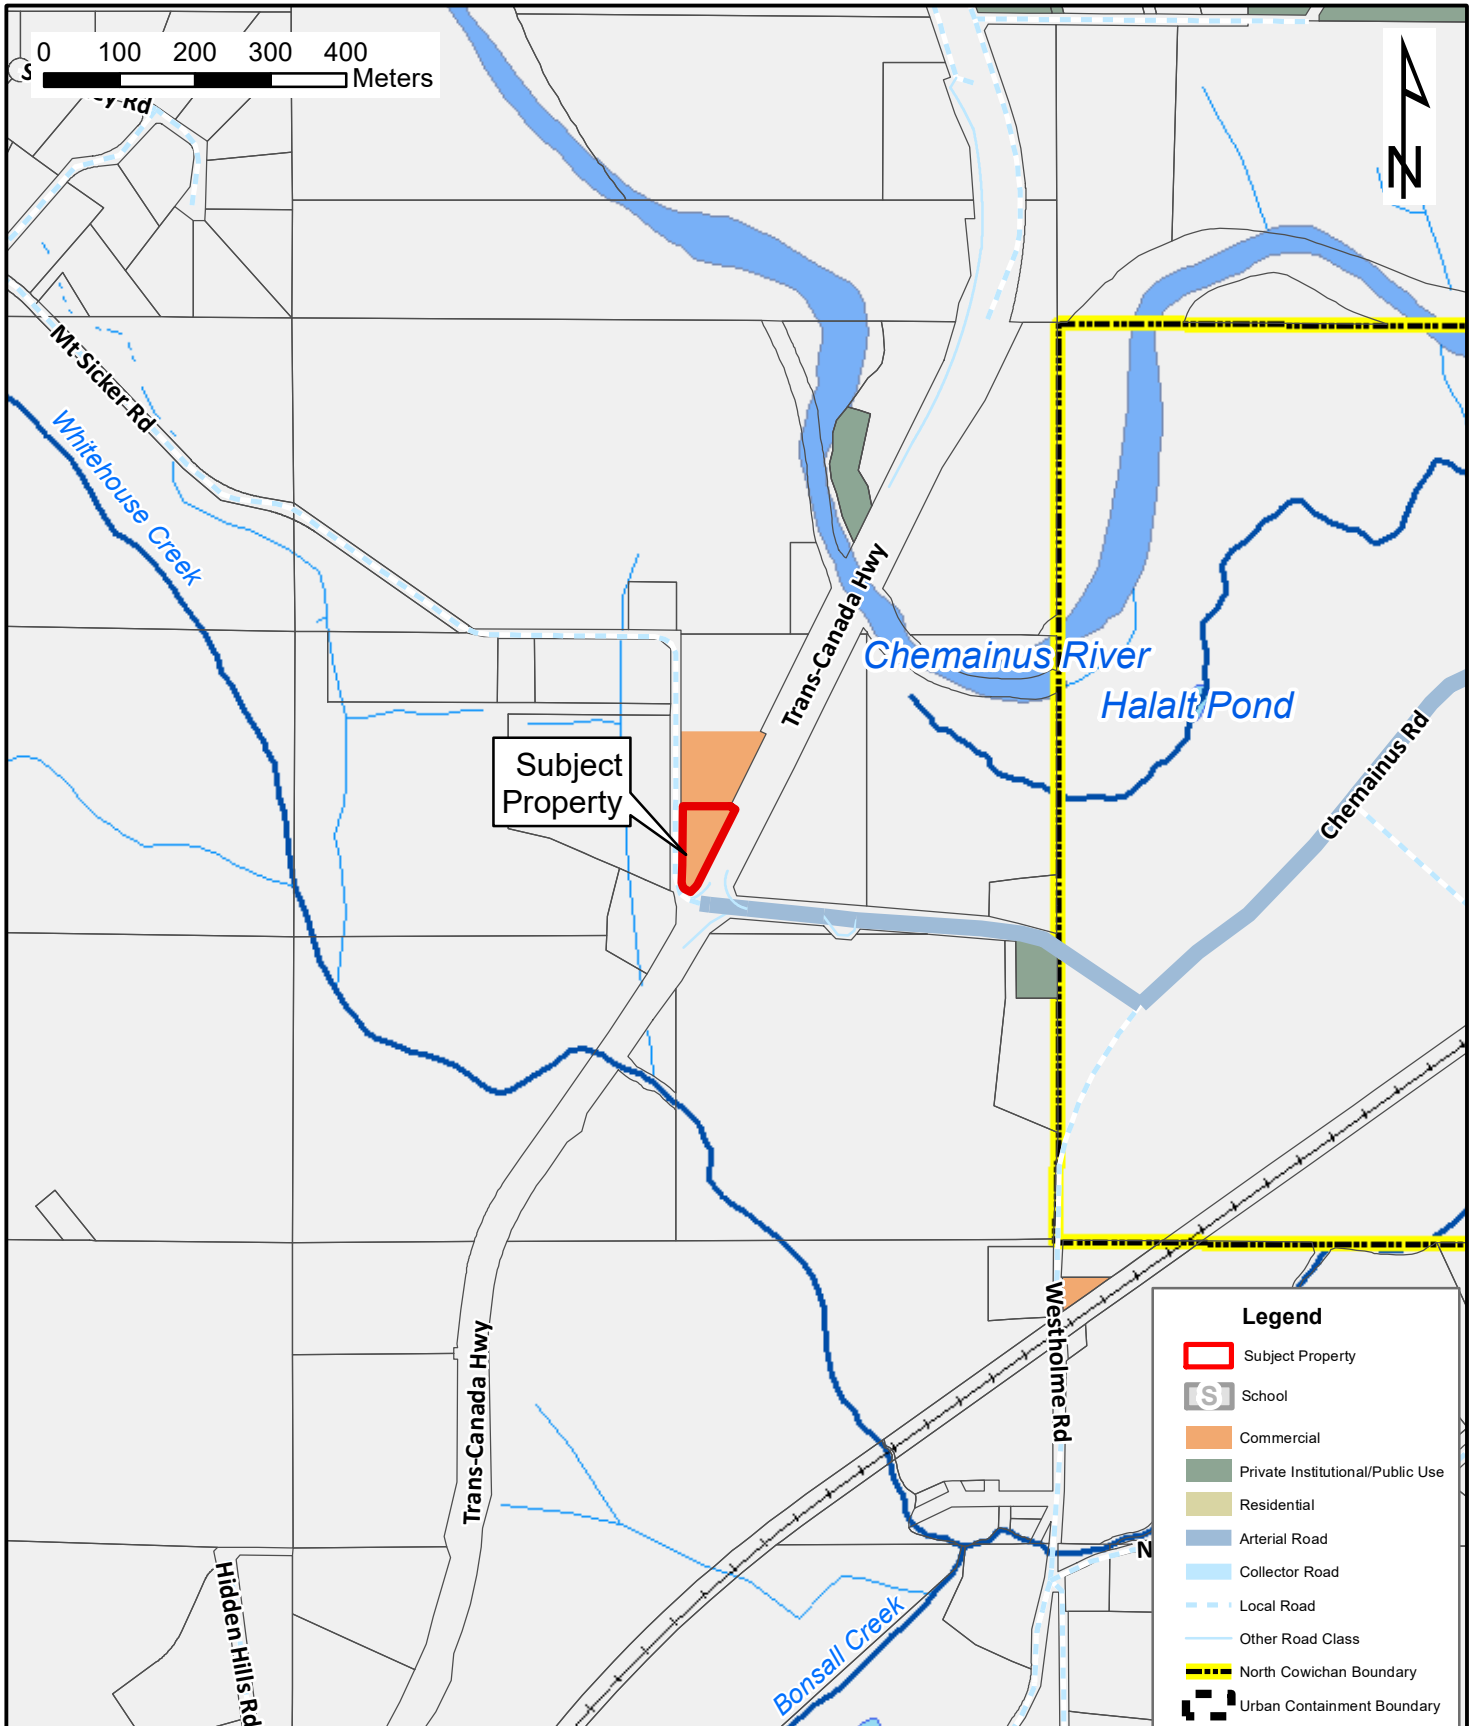 0 100 200 300 400
Meters
S
ey Rd
N
Mt Sicker Rd
Whitehouse Creek
Trans-Canada Hwy
Chemainus River
Halalt Pond
Chemainus Rd
Subject
Property
Trans-Canada Hwy
Westholme Rd
Hidden Hills Rd
Bonsall Creek
N
Legend
Subject Property
S
School
Commercial
Private Institutional/Public Use
Residential
Arterial Road
Collector Road
Local Road
Other Road Class
North Cowichan Boundary
Urban Containment Boundary